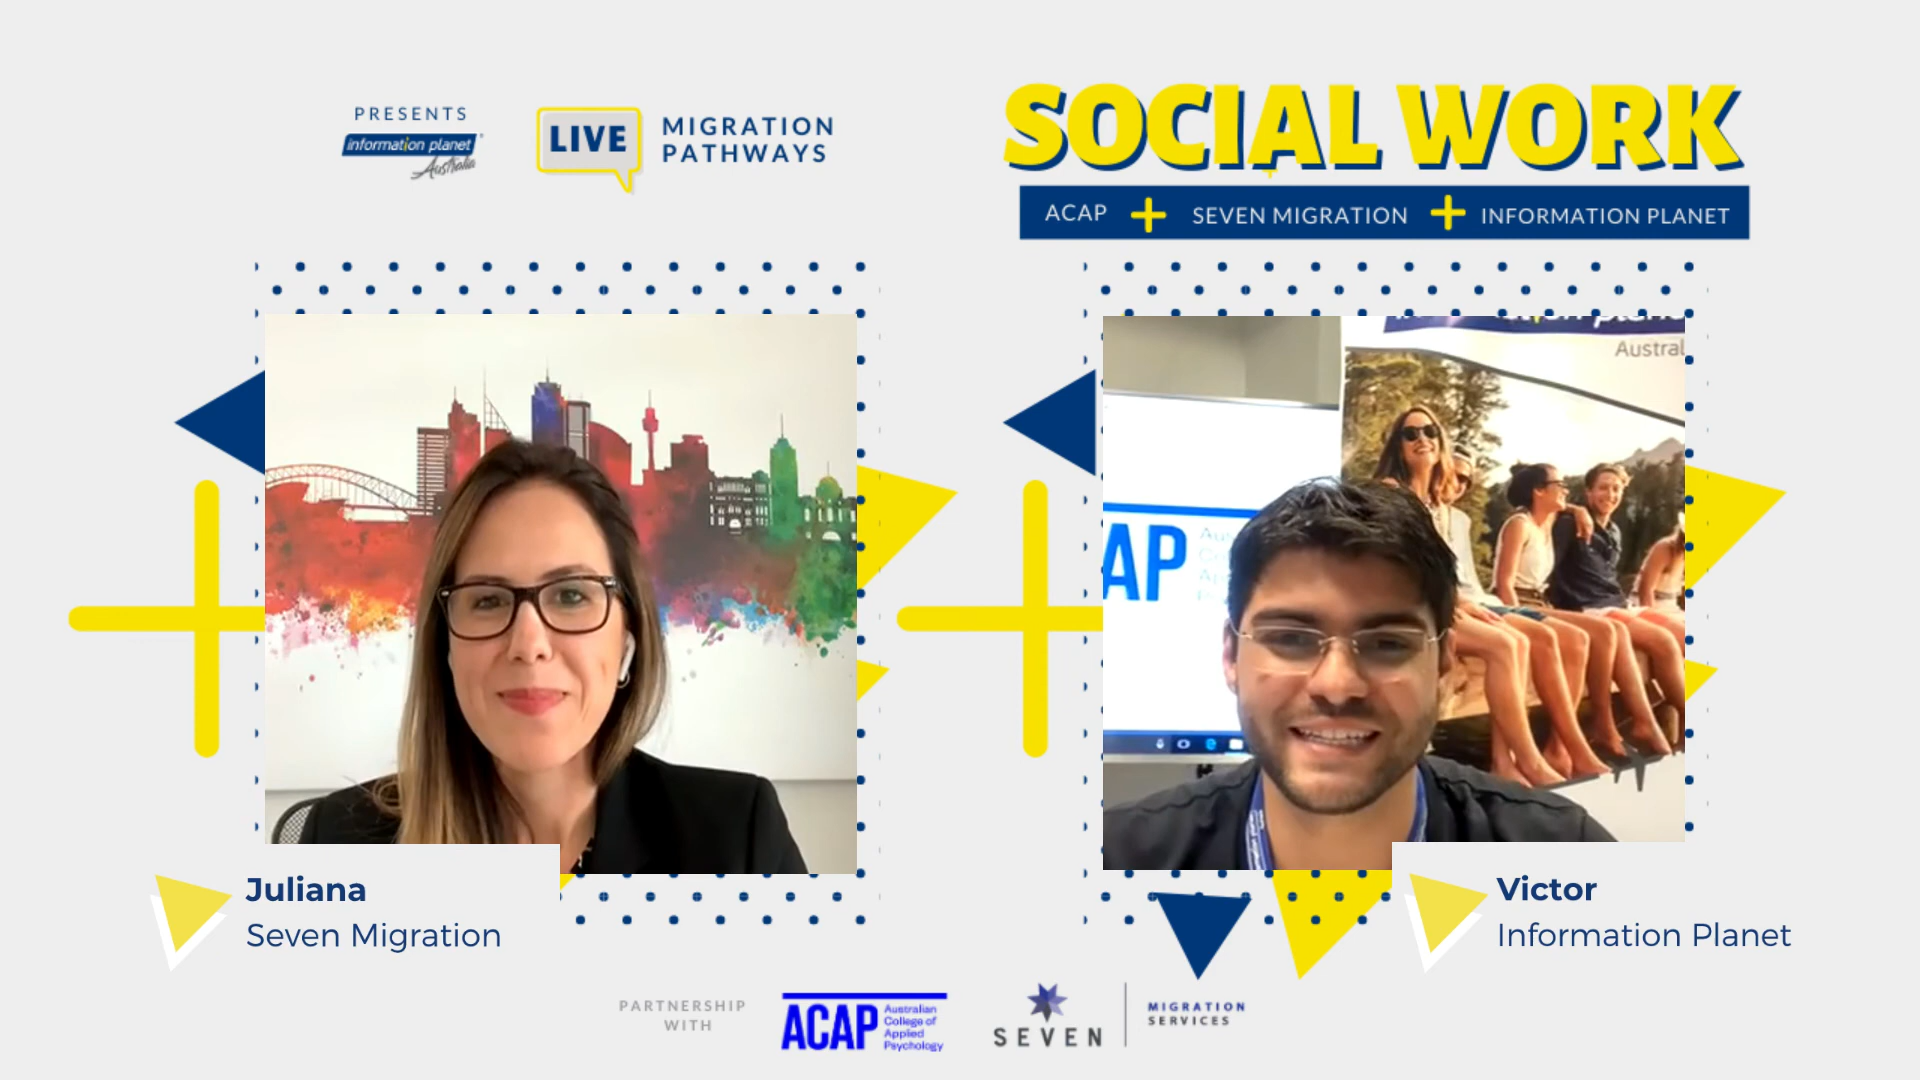 PRESENTS
information planet
Australia
LIVE
MIGRATION
PATHWAYS
SOCIAL WORK
ACAP + SEVEN MIGRATION + INFORMATION PLANET
Austral
AP
Juliana
Seven Migration
Victor
Information Planet
PARTNERSHIP
WITH
ACAP
Australian
College of
Applied
Psychology
SEVEN
MIGRATION
SERVICES